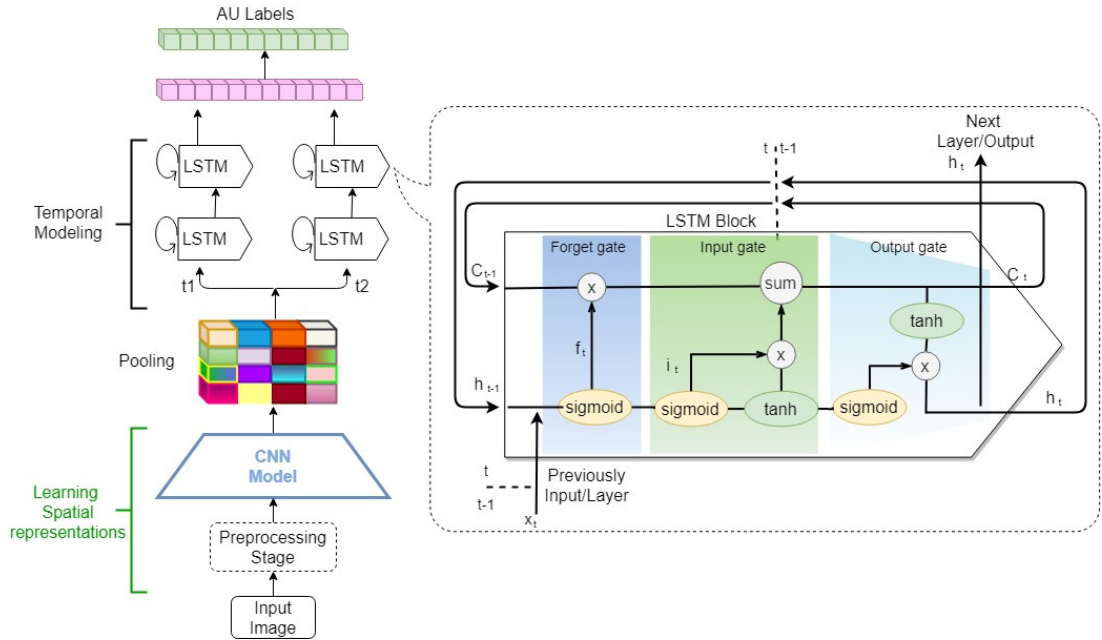 AU Labels
LSTM
LSTM
Temporal
Modeling
LSTM
LSTM
t1
t2
Pooling
CNN
Model
Learning
Spatial
representations
Preprocessing
Stage
Input
Image
Next
Layer/Output
h t
t
t-1
LSTM Block
Forget gate
Input gate
Output gate
C t-1
x
sum
C t
tanh
f t
i t
x
x
h t-1
sigmoid
sigmoid
tanh
sigmoid
h t
t
t-1
Previously
Input/Layer
x t